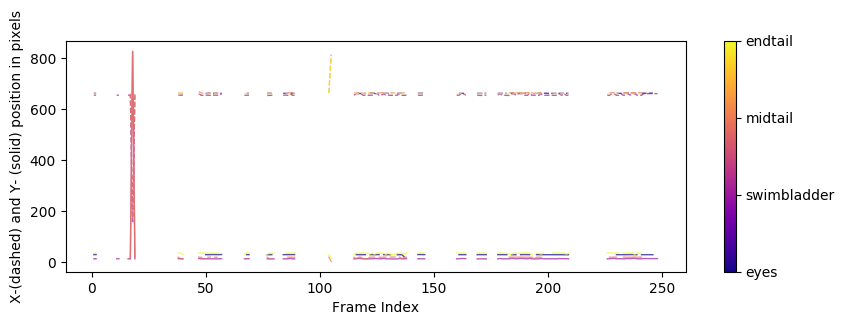 X-(dashed) and Y- (solid) position in pixels
800
600
400
200
0
0
50
100
150
200
250
Frame Index
endtail
midtail
swimbladder
eyes